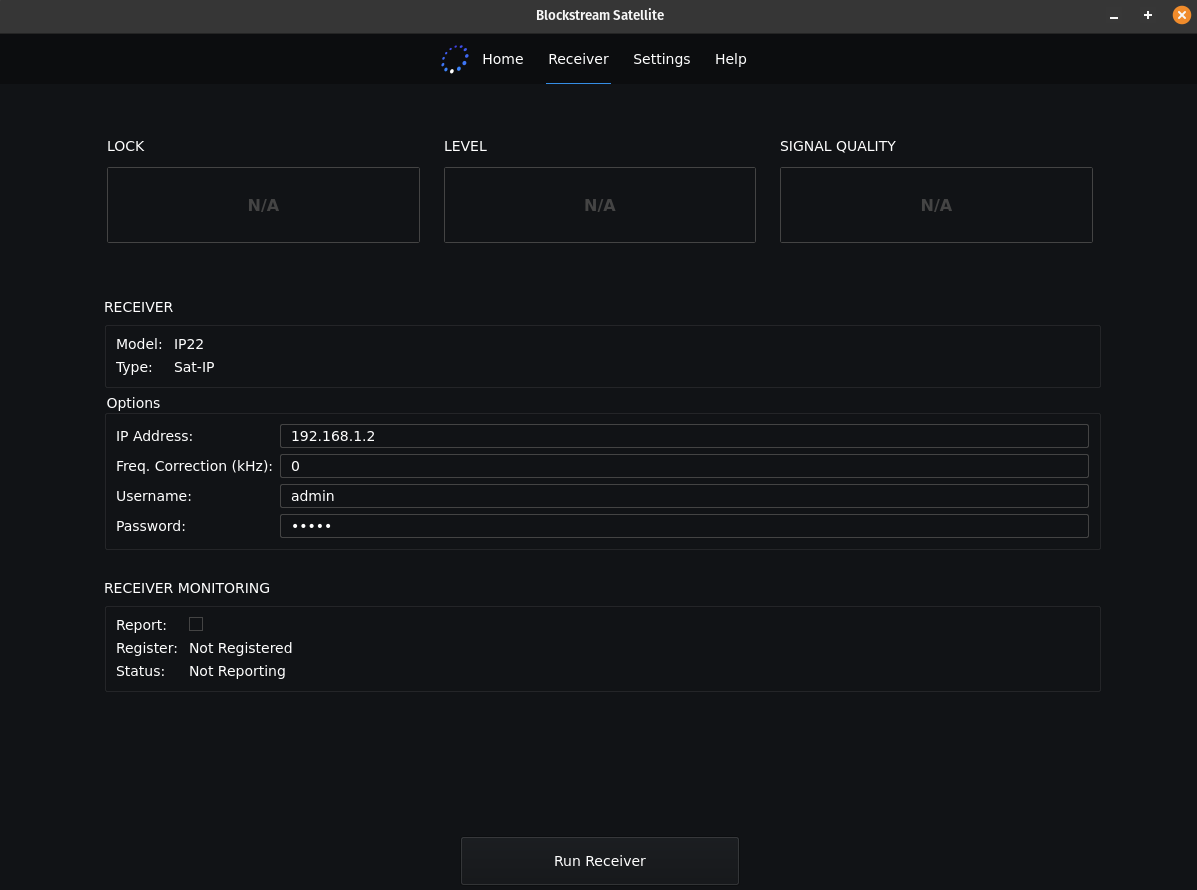 Blockstream Satellite
Home Receiver Settings Help
LOCK LEVEL SIGNAL QUALITY
N/A N/A N/A
RECEIVER
Model: IP22
Type: Sat-IP
Options
IP Address: 192.168.1.2
Freq. Correction (kHz): 0
Username: admin
Password: •••••
RECEIVER MONITORING
Report:
Register: Not Registered
Status: Not Reporting
Run Receiver